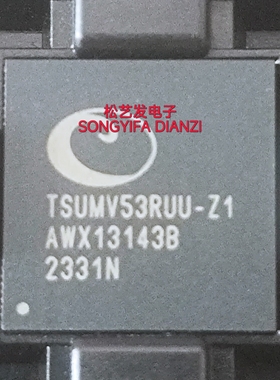 松艺发电子
SONGYIFA DIANZI
TSUMV53RUU-Z1
AWX13143B
2331N